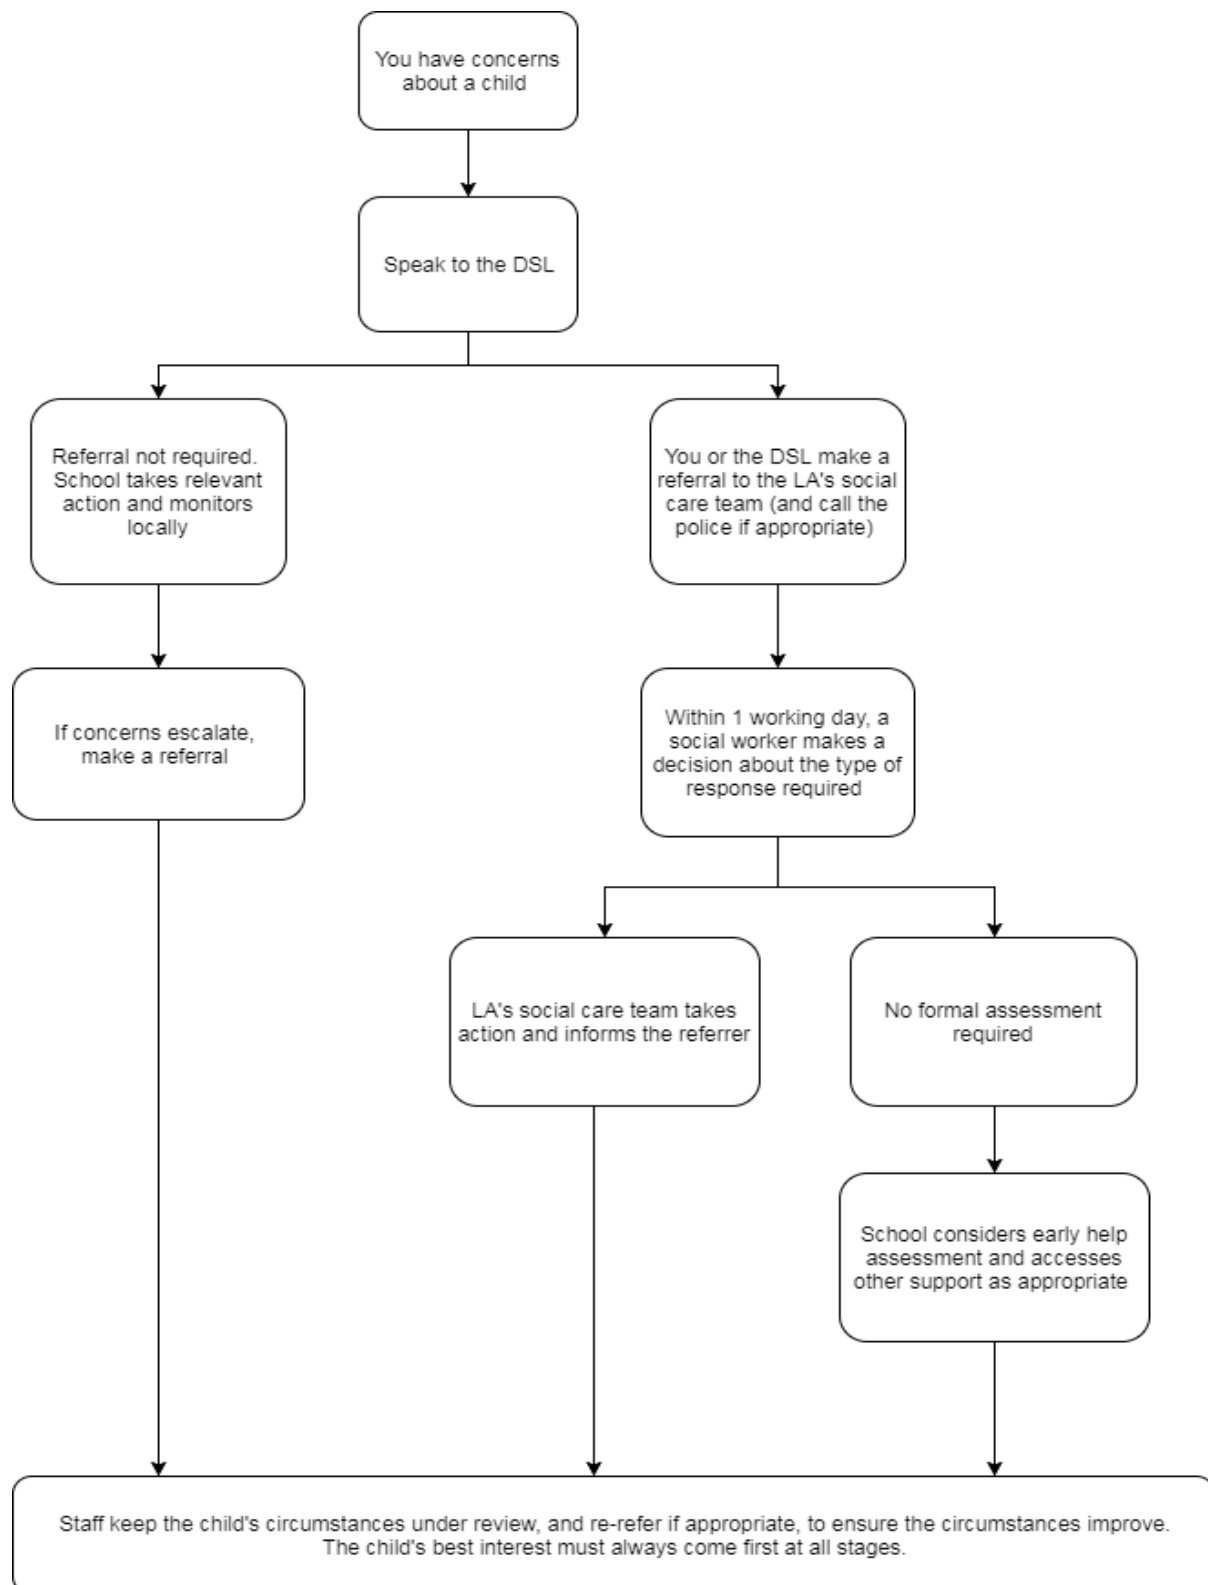 You have concerns
about a child
Speak to the DSL
Referral not required.
School takes relevant
action and monitors
locally
You or the DSL make a
referral to the LA's social
care team (and call the
police if appropriate)
If concerns escalate,
make a referral
Within 1 working day, a
social worker makes a
decision about the type of
response required
LA's social care team takes
action and informs the referrer
No formal assessment
required
School considers early help
assessment and accesses
other support as appropriate
Staff keep the child's circumstances under review, and re-refer if appropriate, to ensure the circumstances improve.
The child's best interest must always come first at all stages.